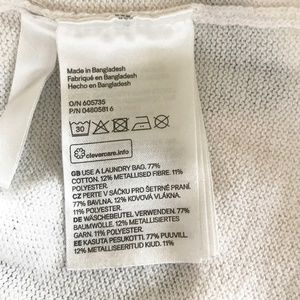 Made in Bangladesh
Fabriqué en Bangladesh
Hecho en Bangladesh
O/N 605735
P/N 0480581 6
30
clevercare.info
GB USE A LAUNDRY BAG. 77%
COTTON. 12% METALLISED FIBRE. 11%
POLYESTER.
CZ PERTE V SÁČKU PRO ŠETRNÉ PRANÍ.
77% BAVLNA. 12% KOVOVÁ VLÁKNA.
11% POLYESTER.
DE WÄSCHEBEUTEL VERWENDEN. 77%
BAUMWOLLE. 12% METALLISIERTES
GARN. 11% POLYESTER.
EE KASUTA PESUKOTTI. 77% PUUVILL.
12% METALLISEERITUD KIUD. 11%